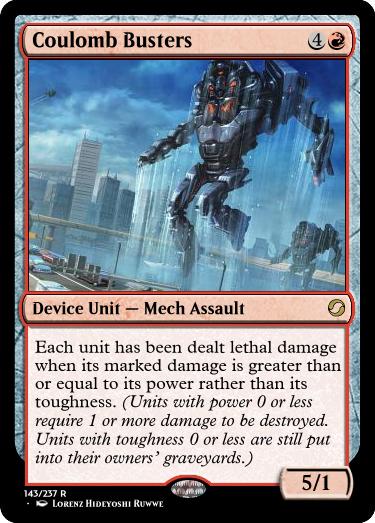 Coulomb Busters 4
Device Unit — Mech Assault
Each unit has been dealt lethal damage
when its marked damage is greater than
or equal to its power rather than its
toughness. (Units with power 0 or less
require 1 or more damage to be destroyed.
Units with toughness 0 or less are still put
into their owners' graveyards.)
5/1
143/237 R
· Lorenz Hideyoshi Ruwwe